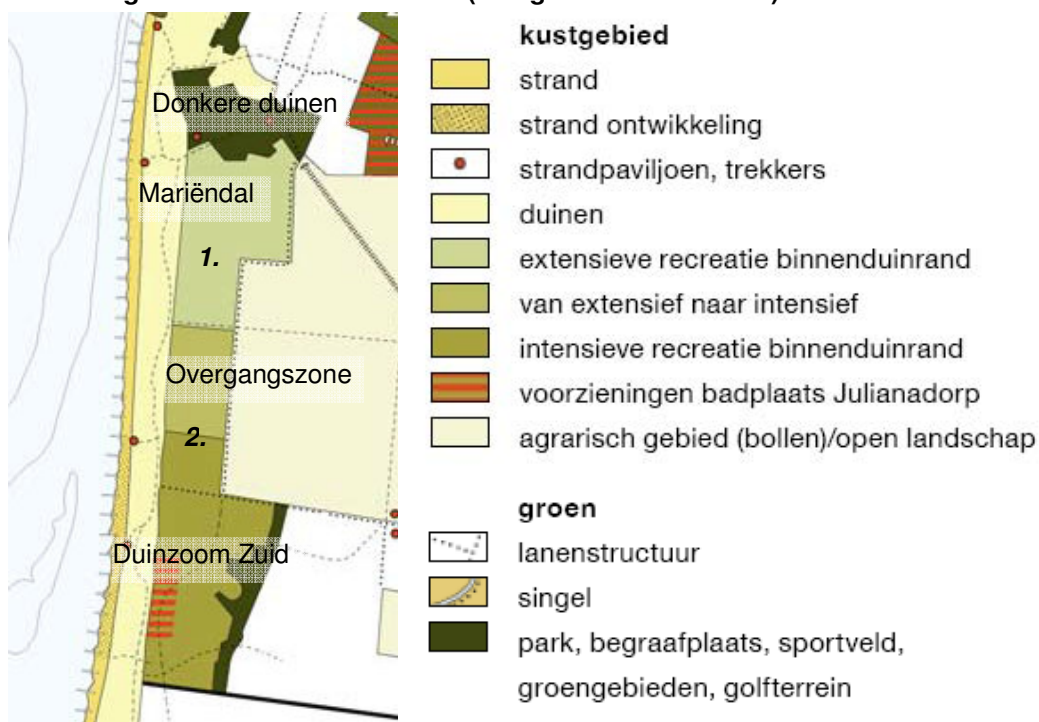 Donkere duinen
Mariëndal
1.
Overgangszone
2.
Duinzoom Zuid
kustgebied
strand
strand ontwikkeling
strandpaviljoen, trekkers
duinen
extensieve recreatie binnenduinrand
van extensief naar intensief
intensieve recreatie binnenduinrand
voorzieningen badplaats Julianadorp
agrarisch gebied (bollen)/open landschap
groen
lanenstructuur
singel
park, begraafplaats, sportveld,
groengebieden, golfterrein